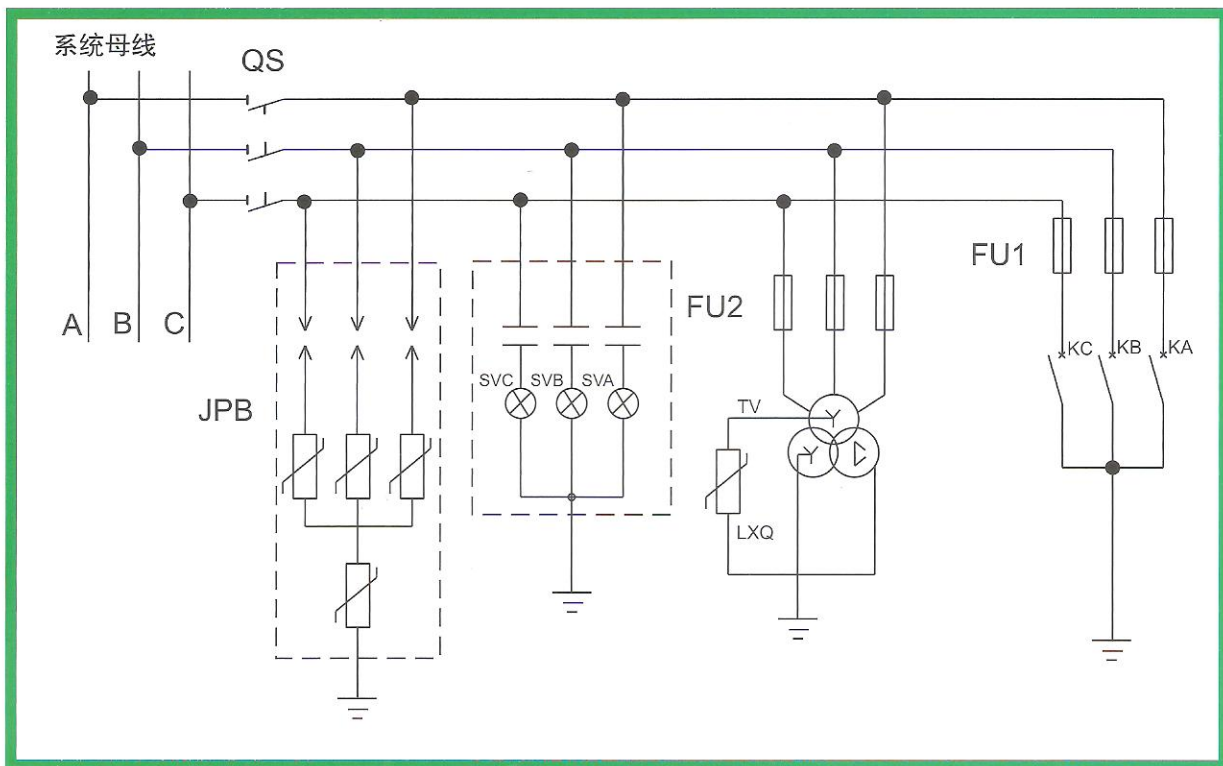 系统母线
QS
A B C
FU1
FU2
KC KB KA
SVC SVB SVA
JPB
TV
LXQ